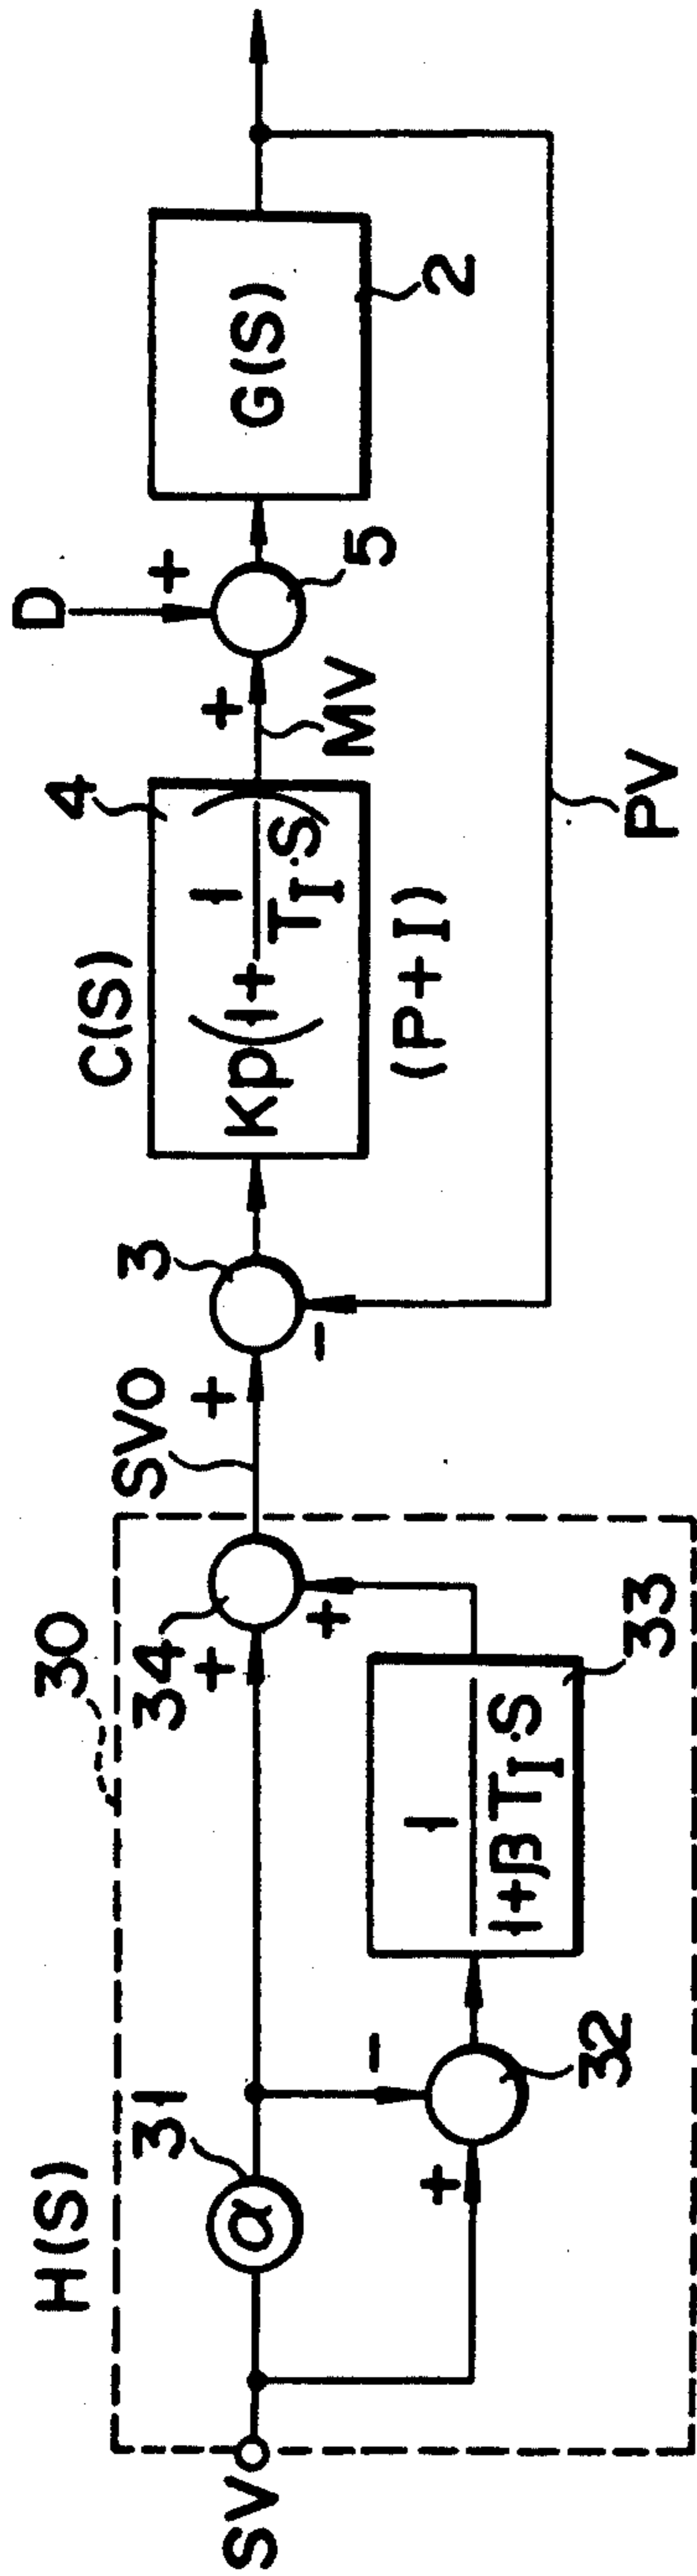 H(S)
30
SV
α
31
+
-
32
1
1+βTI·S
33
+
+
34
SVO
+
-
3
C(S)
4
Kp(1+ 1
TI·S )
(P+I)
+
MV
D
+
5
G(S)
2
PV